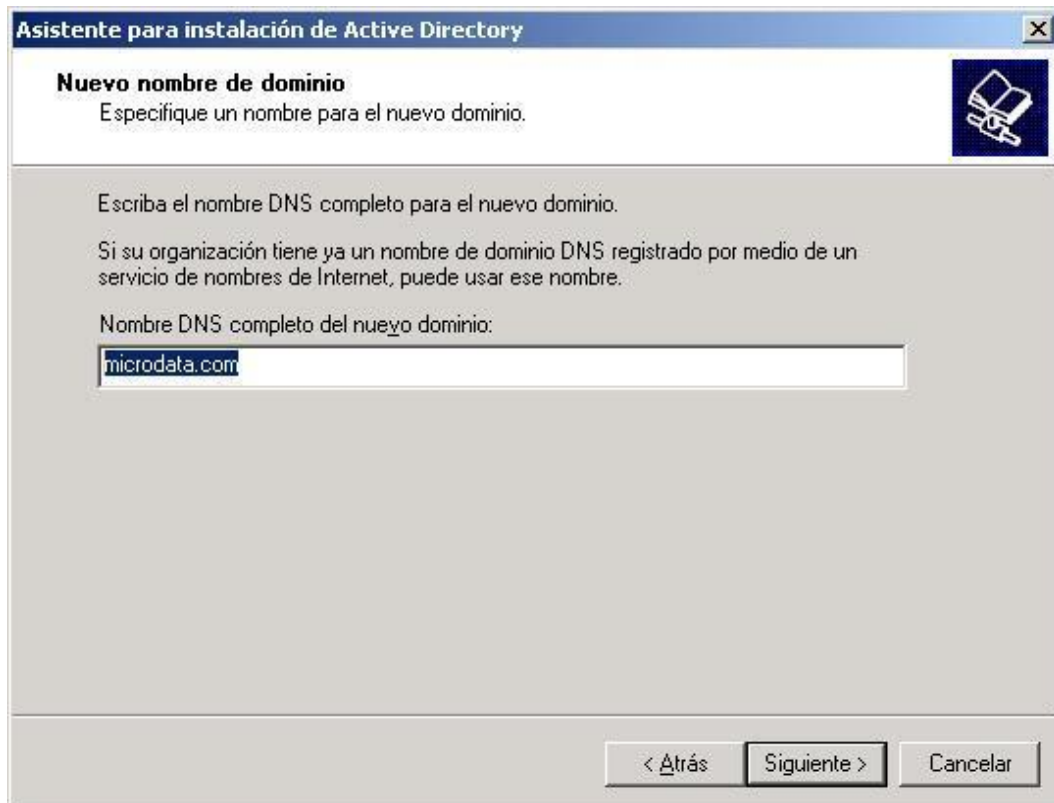 Asistente para instalación de Active Directory
Nuevo nombre de dominio
Especifique un nombre para el nuevo dominio.
Escriba el nombre DNS completo para el nuevo dominio.
Si su organización tiene ya un nombre de dominio DNS registrado por medio de un
servicio de nombres de Internet, puede usar ese nombre.
Nombre DNS completo del nuevo dominio:
microdata.com
< Atrás Siguiente > Cancelar